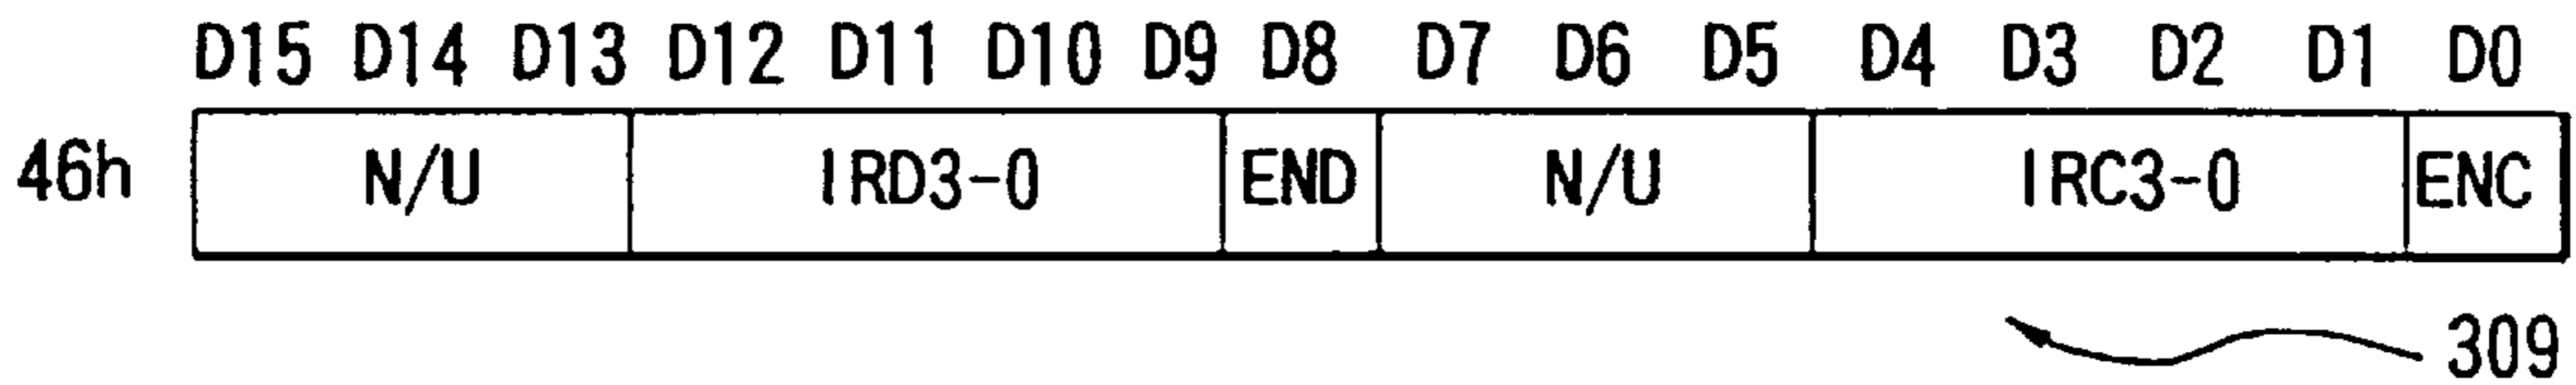 D15 D14 D13 D12 D11 D10 D9 D8 D7 D6 D5 D4 D3 D2 D1 D0
46h N/U IRD3-0 END N/U IRC3-0 ENC
309